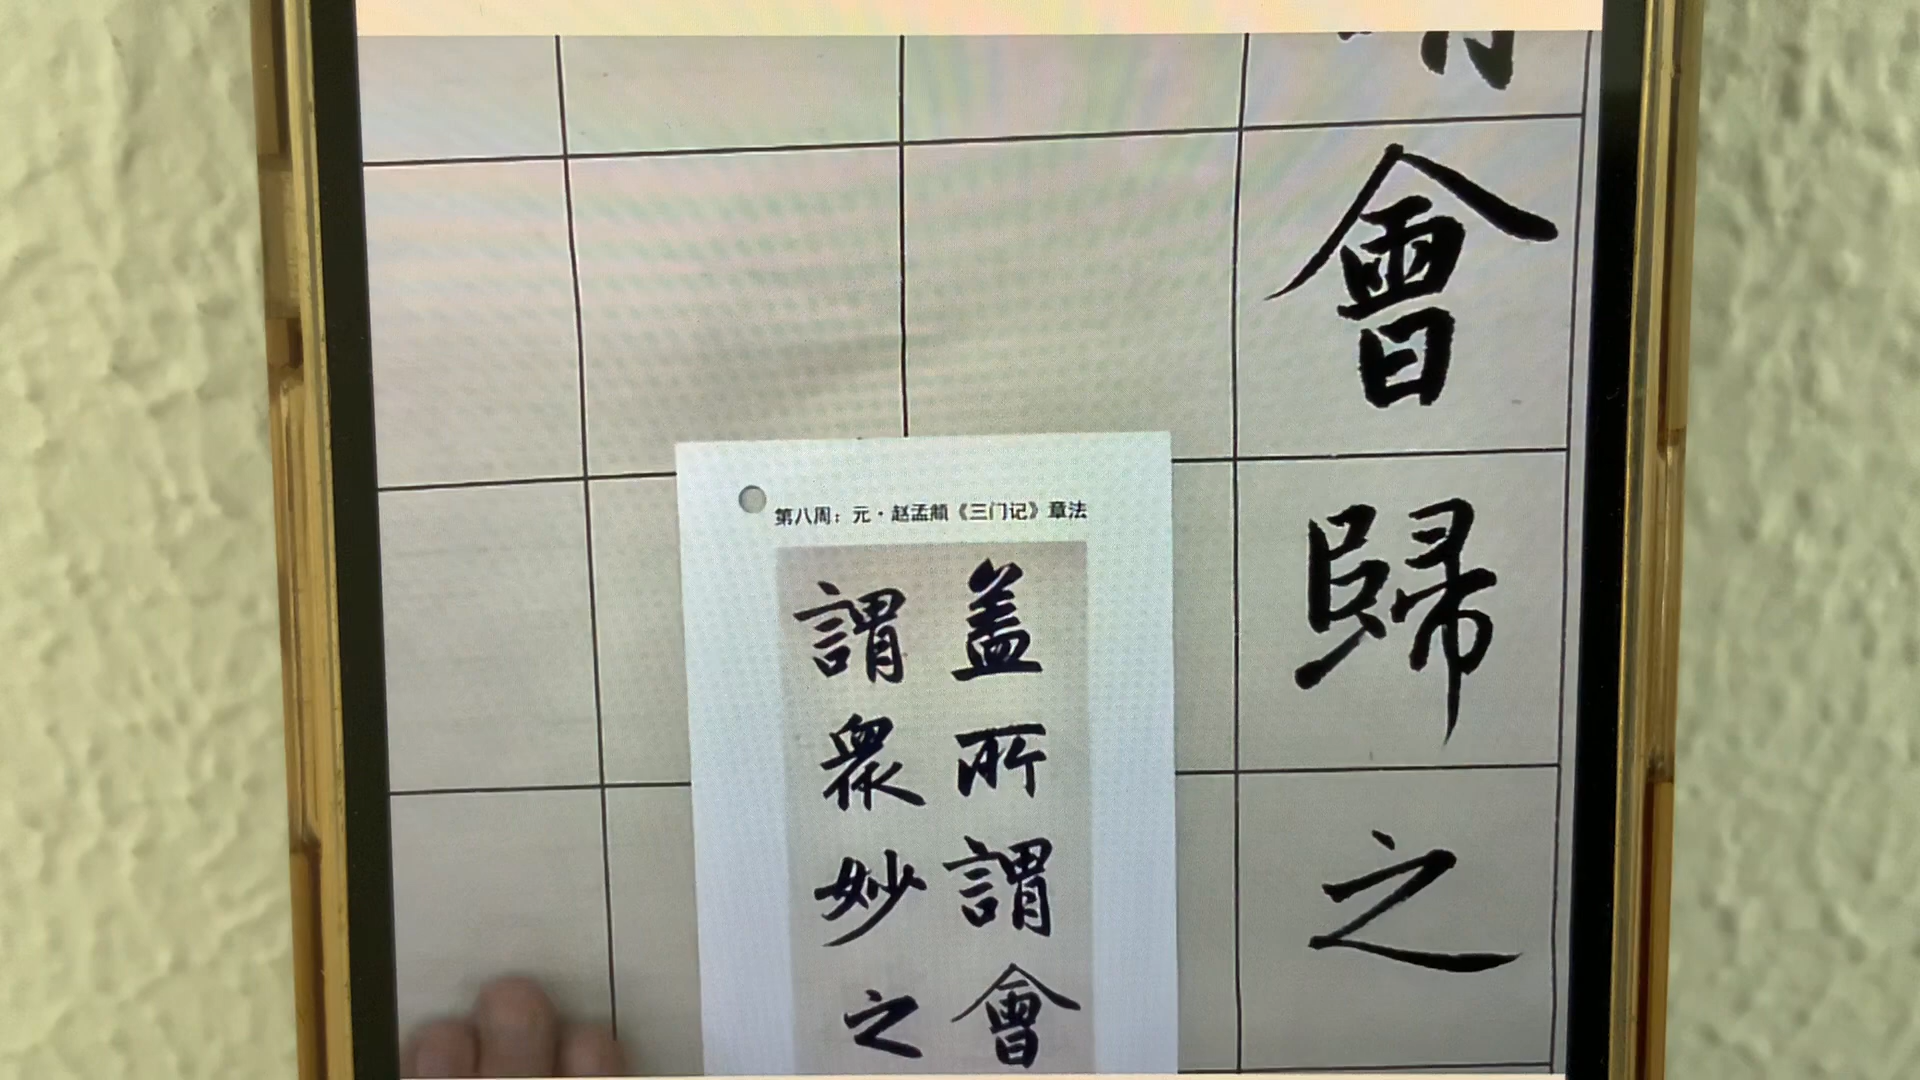 會
歸
之
第八周：元·赵孟頫《三门记》章法
盖所謂會
謂衆妙之